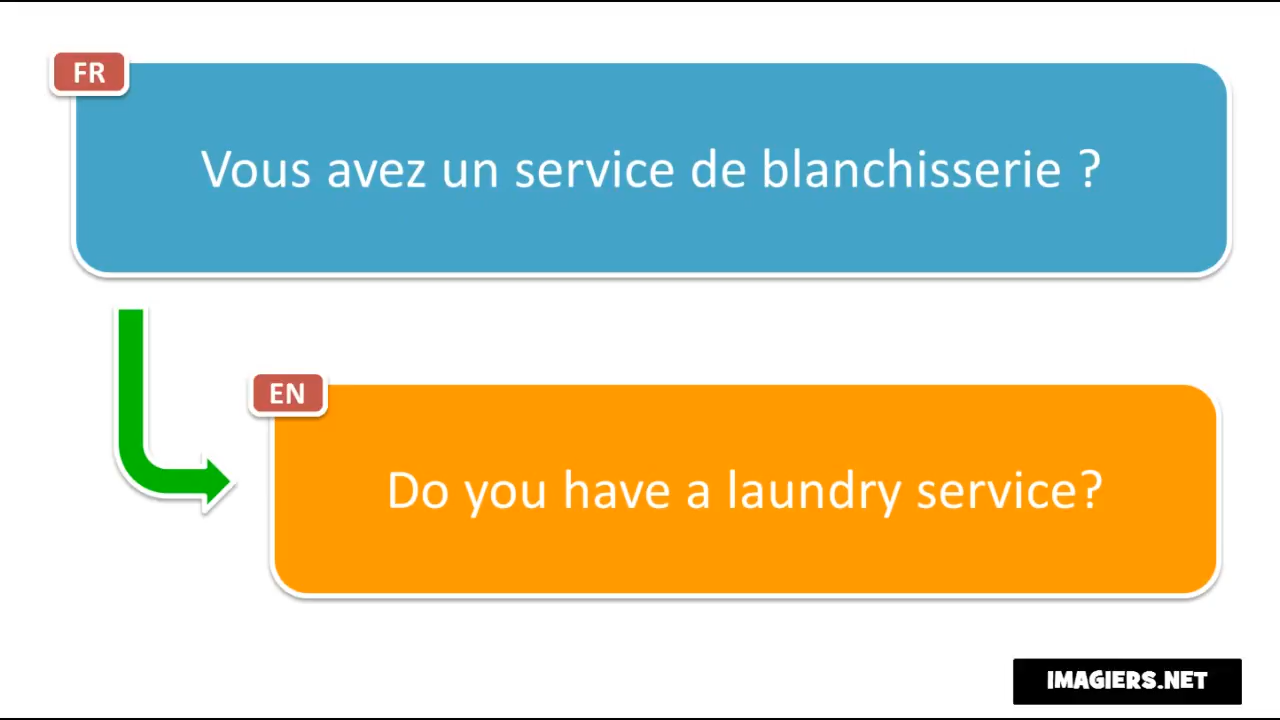 FR
Vous avez un service de blanchisserie ?
EN
Do you have a laundry service?
IMAGIERS.NET